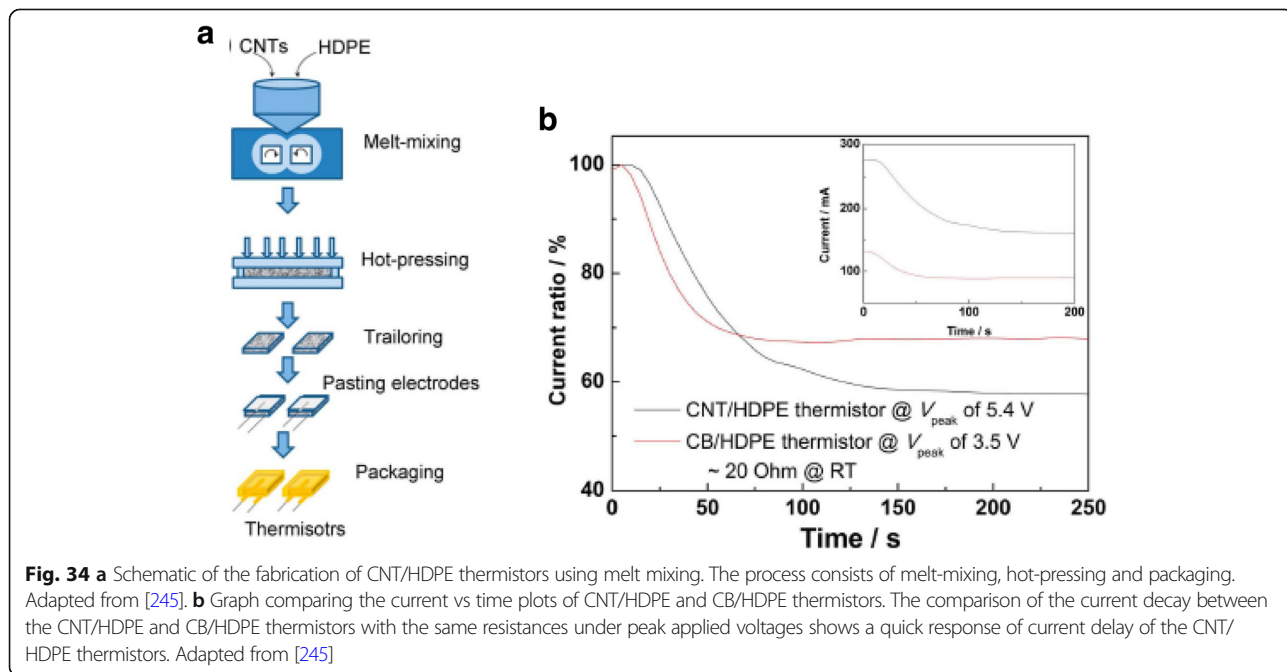 a
) CNTs HDPE
Melt-mixing
Hot-pressing
Trailoring
Pasting electrodes
Packaging
Thermisotrs
b
Current ratio / %
100
80
60
40
0 50 100 150 200 250
Time / s
CNT/HDPE thermistor @ Vpeak of 5.4 V
CB/HDPE thermistor @ Vpeak of 3.5 V
~ 20 Ohm @ RT
Current / mA
300
200
100
0 100 200
Time / s
Fig. 34 a Schematic of the fabrication of CNT/HDPE thermistors using melt mixing. The process consists of melt-mixing, hot-pressing and packaging.
Adapted from [245]. b Graph comparing the current vs time plots of CNT/HDPE and CB/HDPE thermistors. The comparison of the current decay between
the CNT/HDPE and CB/HDPE thermistors with the same resistances under peak applied voltages shows a quick response of current delay of the CNT/
HDPE thermistors. Adapted from [245]